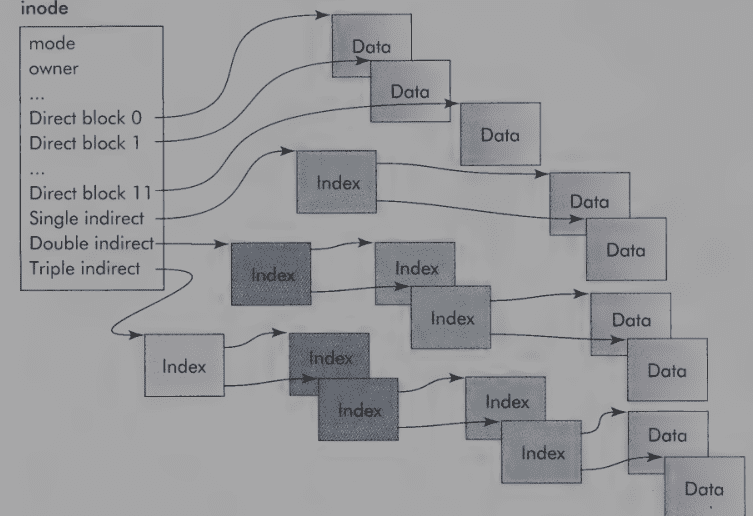 inode
mode
owner
...
Direct block 0
Direct block 1
...
Direct block 11
Single indirect
Double indirect
Triple indirect
Data
Data
Data
Index
Data
Data
Index
Index
Index
Data
Data
Index
Index
Index
Index
Index
Data
Data